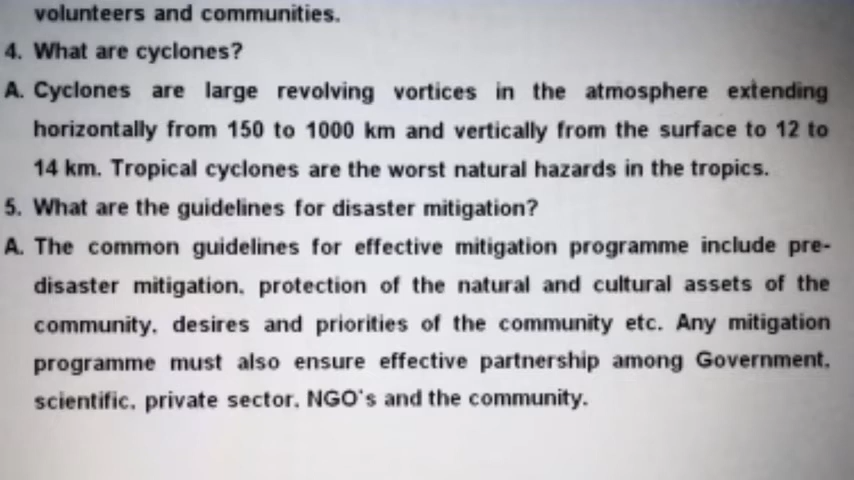 volunteers and communities.
4. What are cyclones?
A. Cyclones are large revolving vortices in the atmosphere extending
horizontally from 150 to 1000 km and vertically from the surface to 12 to
14 km. Tropical cyclones are the worst natural hazards in the tropics.
5. What are the guidelines for disaster mitigation?
A. The common guidelines for effective mitigation programme include pre-
disaster mitigation, protection of the natural and cultural assets of the
community, desires and priorities of the community etc. Any mitigation
programme must also ensure effective partnership among Government,
scientific, private sector, NGO's and the community.